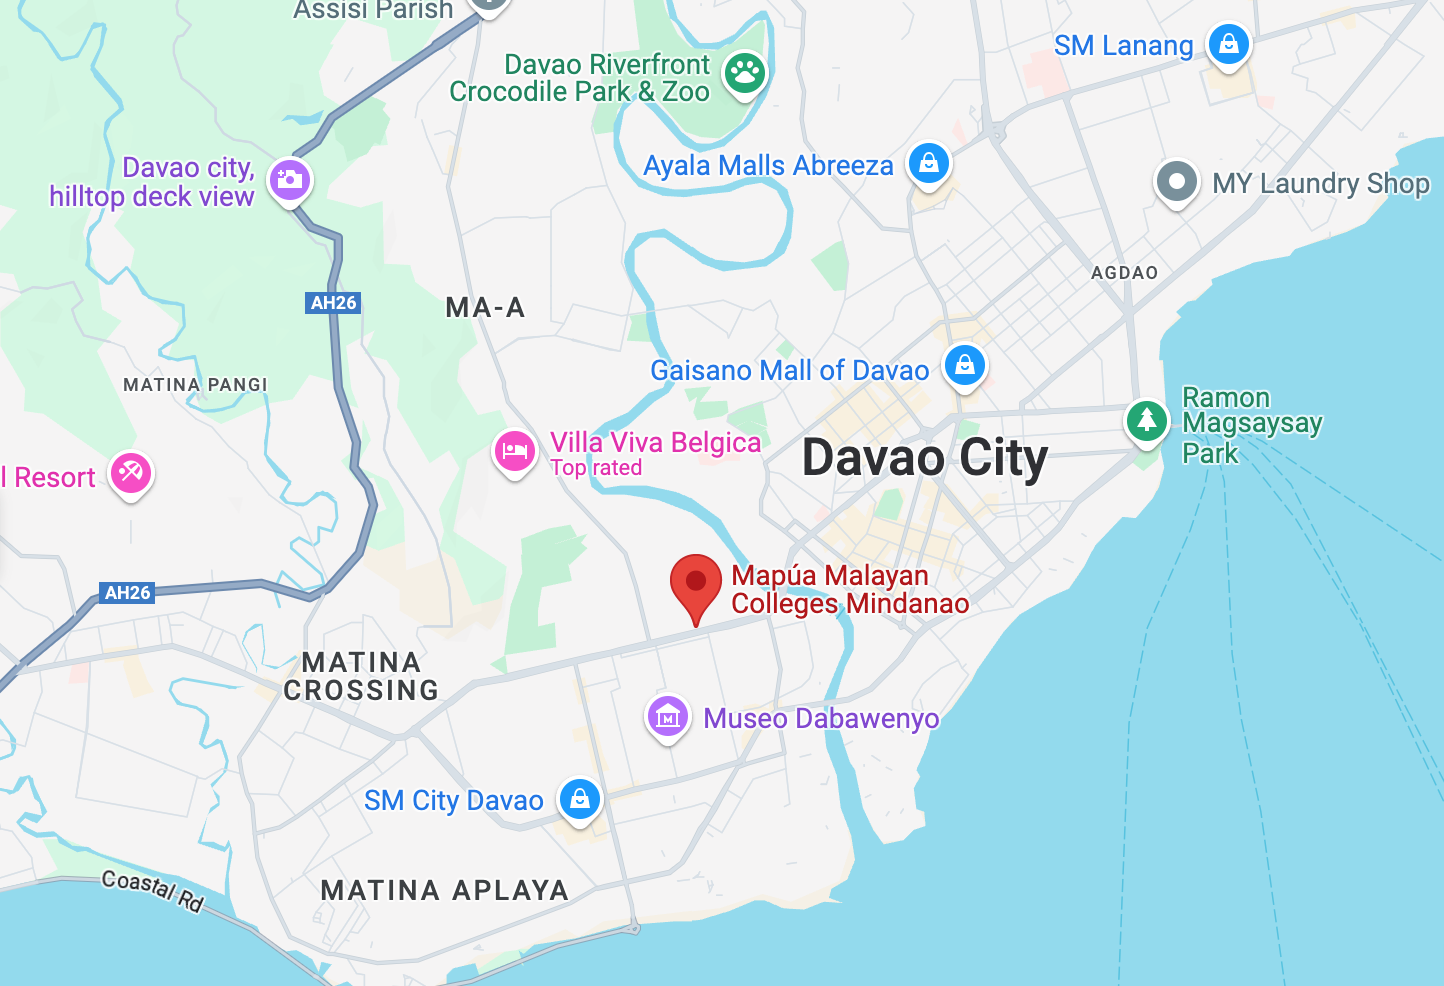 Assisi Parish
SM Lanang
Davao Riverfront
Crocodile Park & Zoo
Ayala Malls Abreeza
Davao city,
hilltop deck view
MY Laundry Shop
AGDAO
AH26
MA-A
Gaisano Mall of Davao
MATINA PANGI
Ramon
Magsaysay
Park
Villa Viva Belgica
Top rated
Davao City
l Resort
Mapúa Malayan
Colleges Mindanao
AH26
MATINA
CROSSING
Museo Dabawenyo
SM City Davao
Coastal Rd
MATINA APLAYA